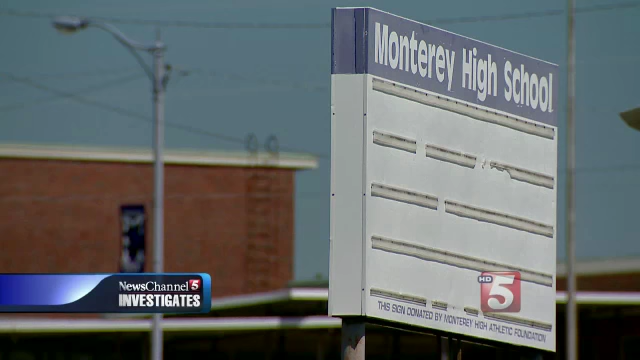 Monterey High School
HD
5
NewsChannel 5
INVESTIGATES
THIS SIGN DONATED BY MONTEREY HIGH ATHLETIC FOUNDATION